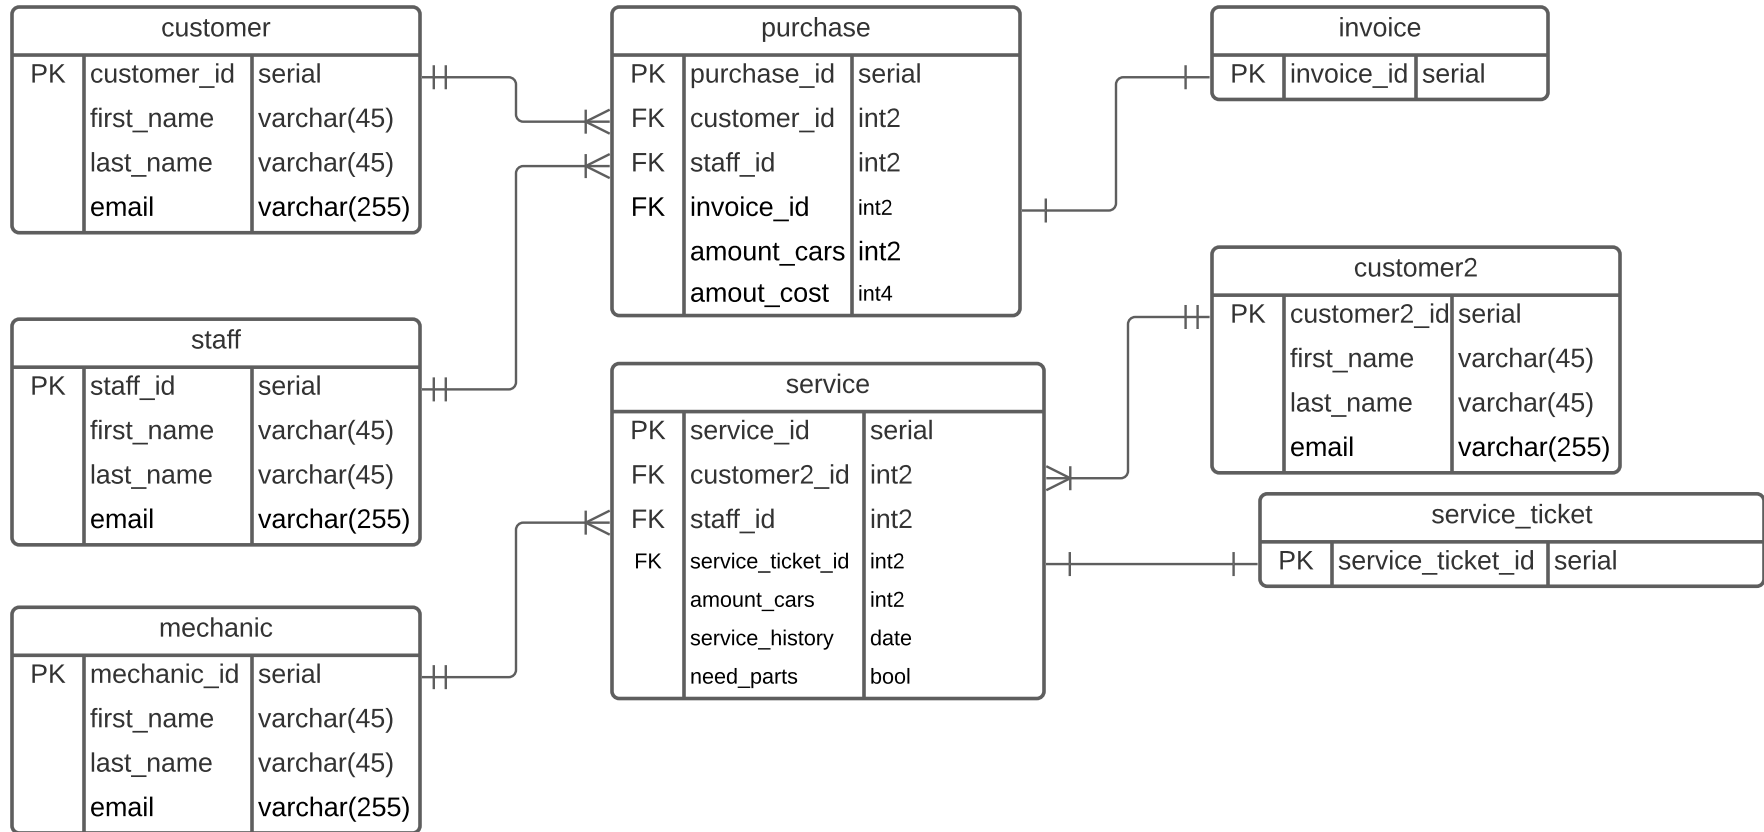 customer
PK customer_id serial
first_name varchar(45)
last_name varchar(45)
email varchar(255)
purchase
PK purchase_id serial
FK customer_id int2
FK staff_id int2
FK invoice_id int2
amount_cars int2
amout_cost int4
invoice
PK invoice_id serial
customer2
PK customer2_id serial
first_name varchar(45)
last_name varchar(45)
email varchar(255)
staff
PK staff_id serial
first_name varchar(45)
last_name varchar(45)
email varchar(255)
service
PK service_id serial
FK customer2_id int2
FK staff_id int2
FK service_ticket_id int2
amount_cars int2
service_history date
need_parts bool
service_ticket
PK service_ticket_id serial
mechanic
PK mechanic_id serial
first_name varchar(45)
last_name varchar(45)
email varchar(255)